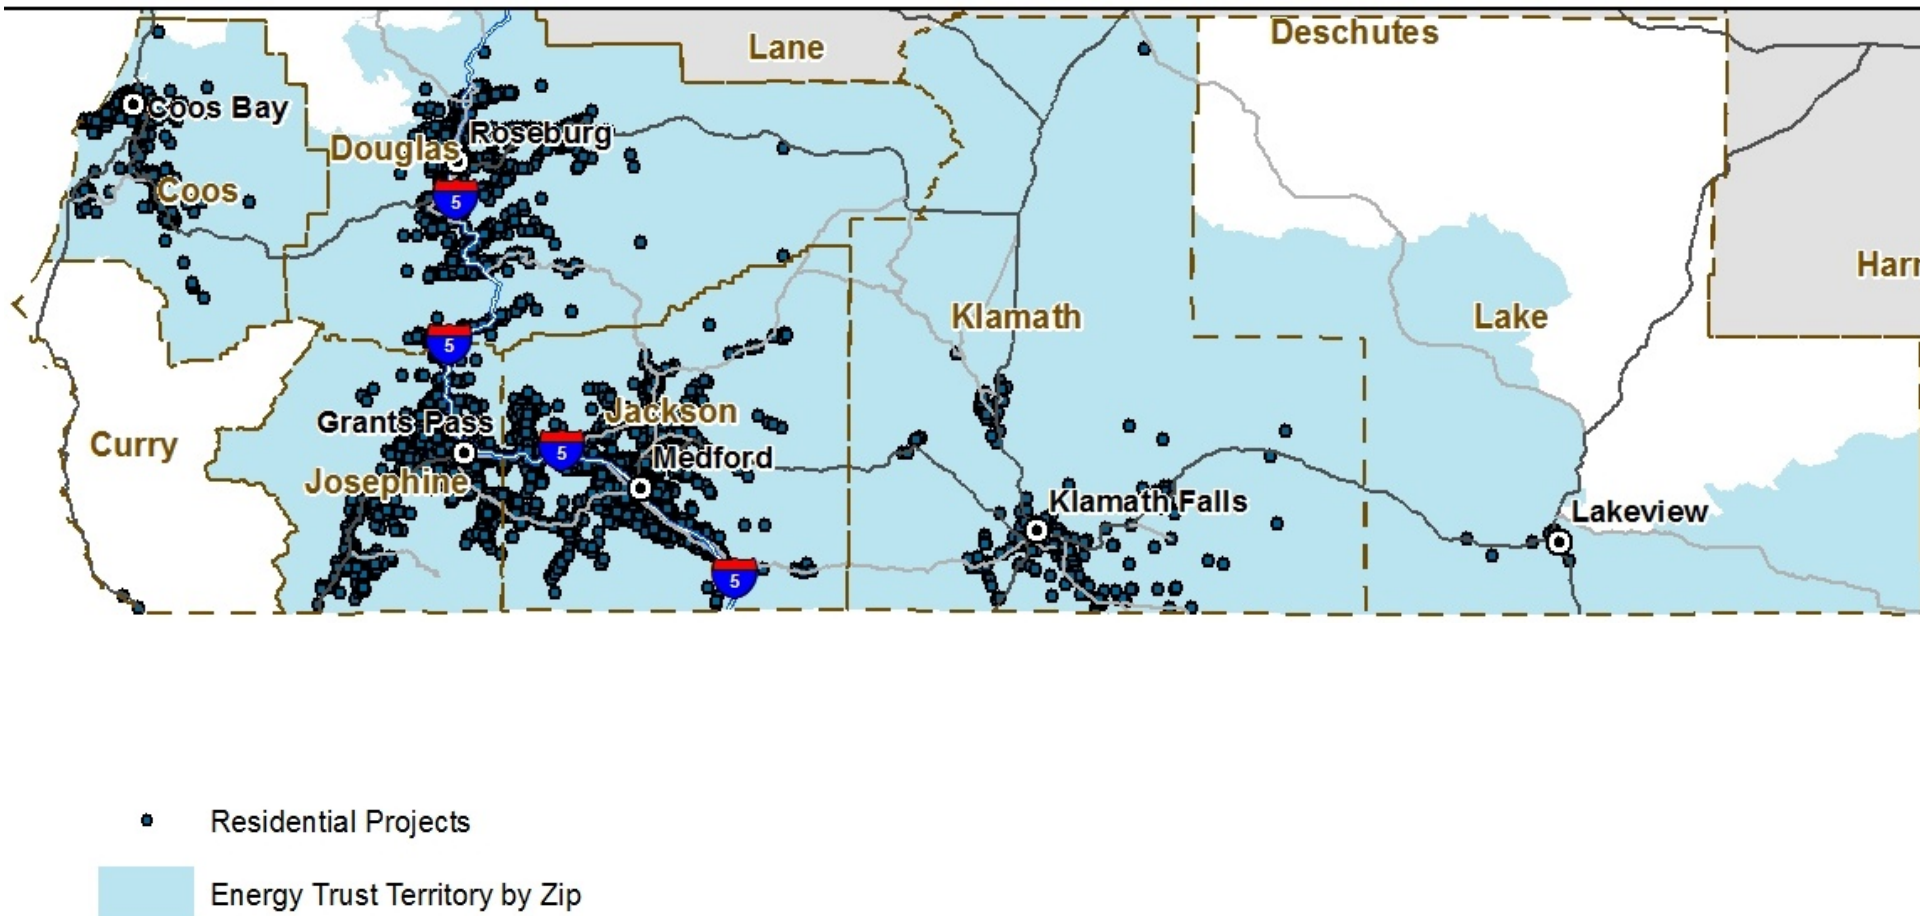 Lane
Deschutes
Coos Bay
Roseburg
Douglas
Coos
5
Harn
Klamath
Lake
5
Jackson
Grants Pass
Curry
5
Medford
Josephine
Klamath Falls
Lakeview
5
Residential Projects
Energy Trust Territory by Zip